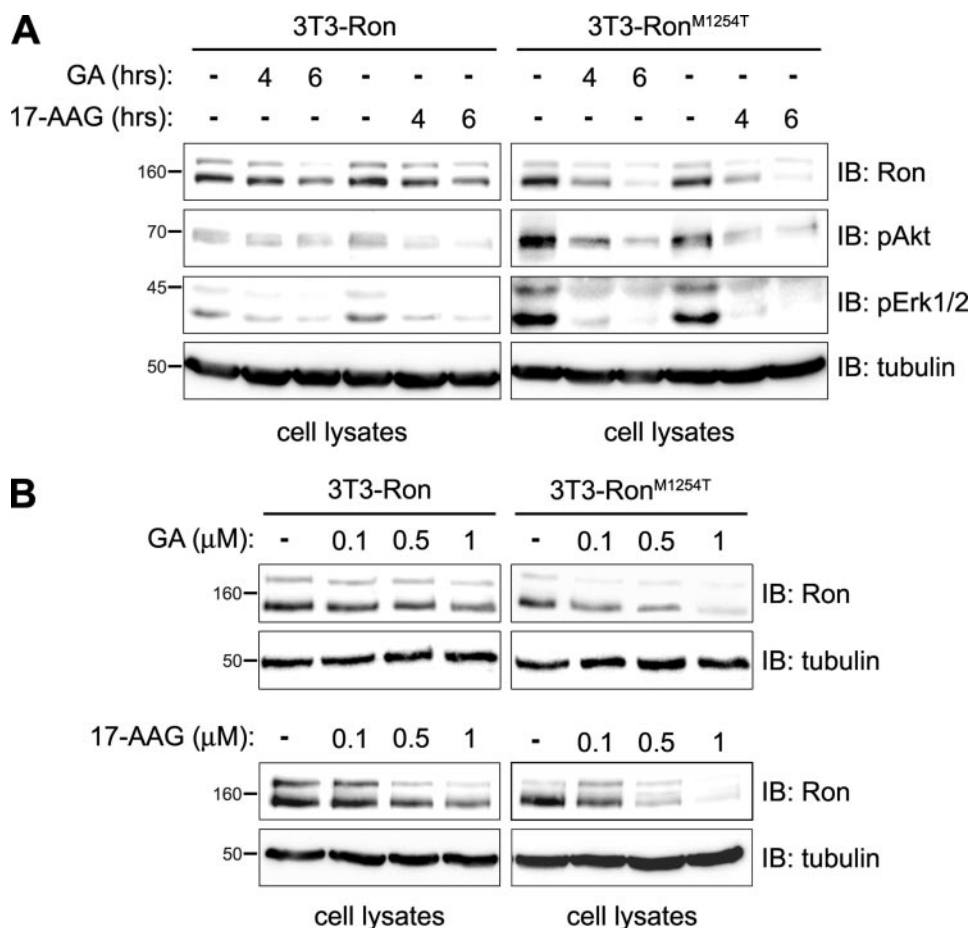 A
3T3-Ron 3T3-Ron^M1254T
GA (hrs): - 4 6 - - - - 4 6 - - -
17-AAG (hrs): - - - - 4 6 - - - - 4 6
160 IB: Ron
70 IB: pAkt
45 IB: pErk1/2
50 IB: tubulin
cell lysates cell lysates
B
3T3-Ron 3T3-Ron^M1254T
GA (μM): - 0.1 0.5 1 - 0.1 0.5 1
160 IB: Ron
50 IB: tubulin
17-AAG (μM): - 0.1 0.5 1 - 0.1 0.5 1
160 IB: Ron
50 IB: tubulin
cell lysates cell lysates